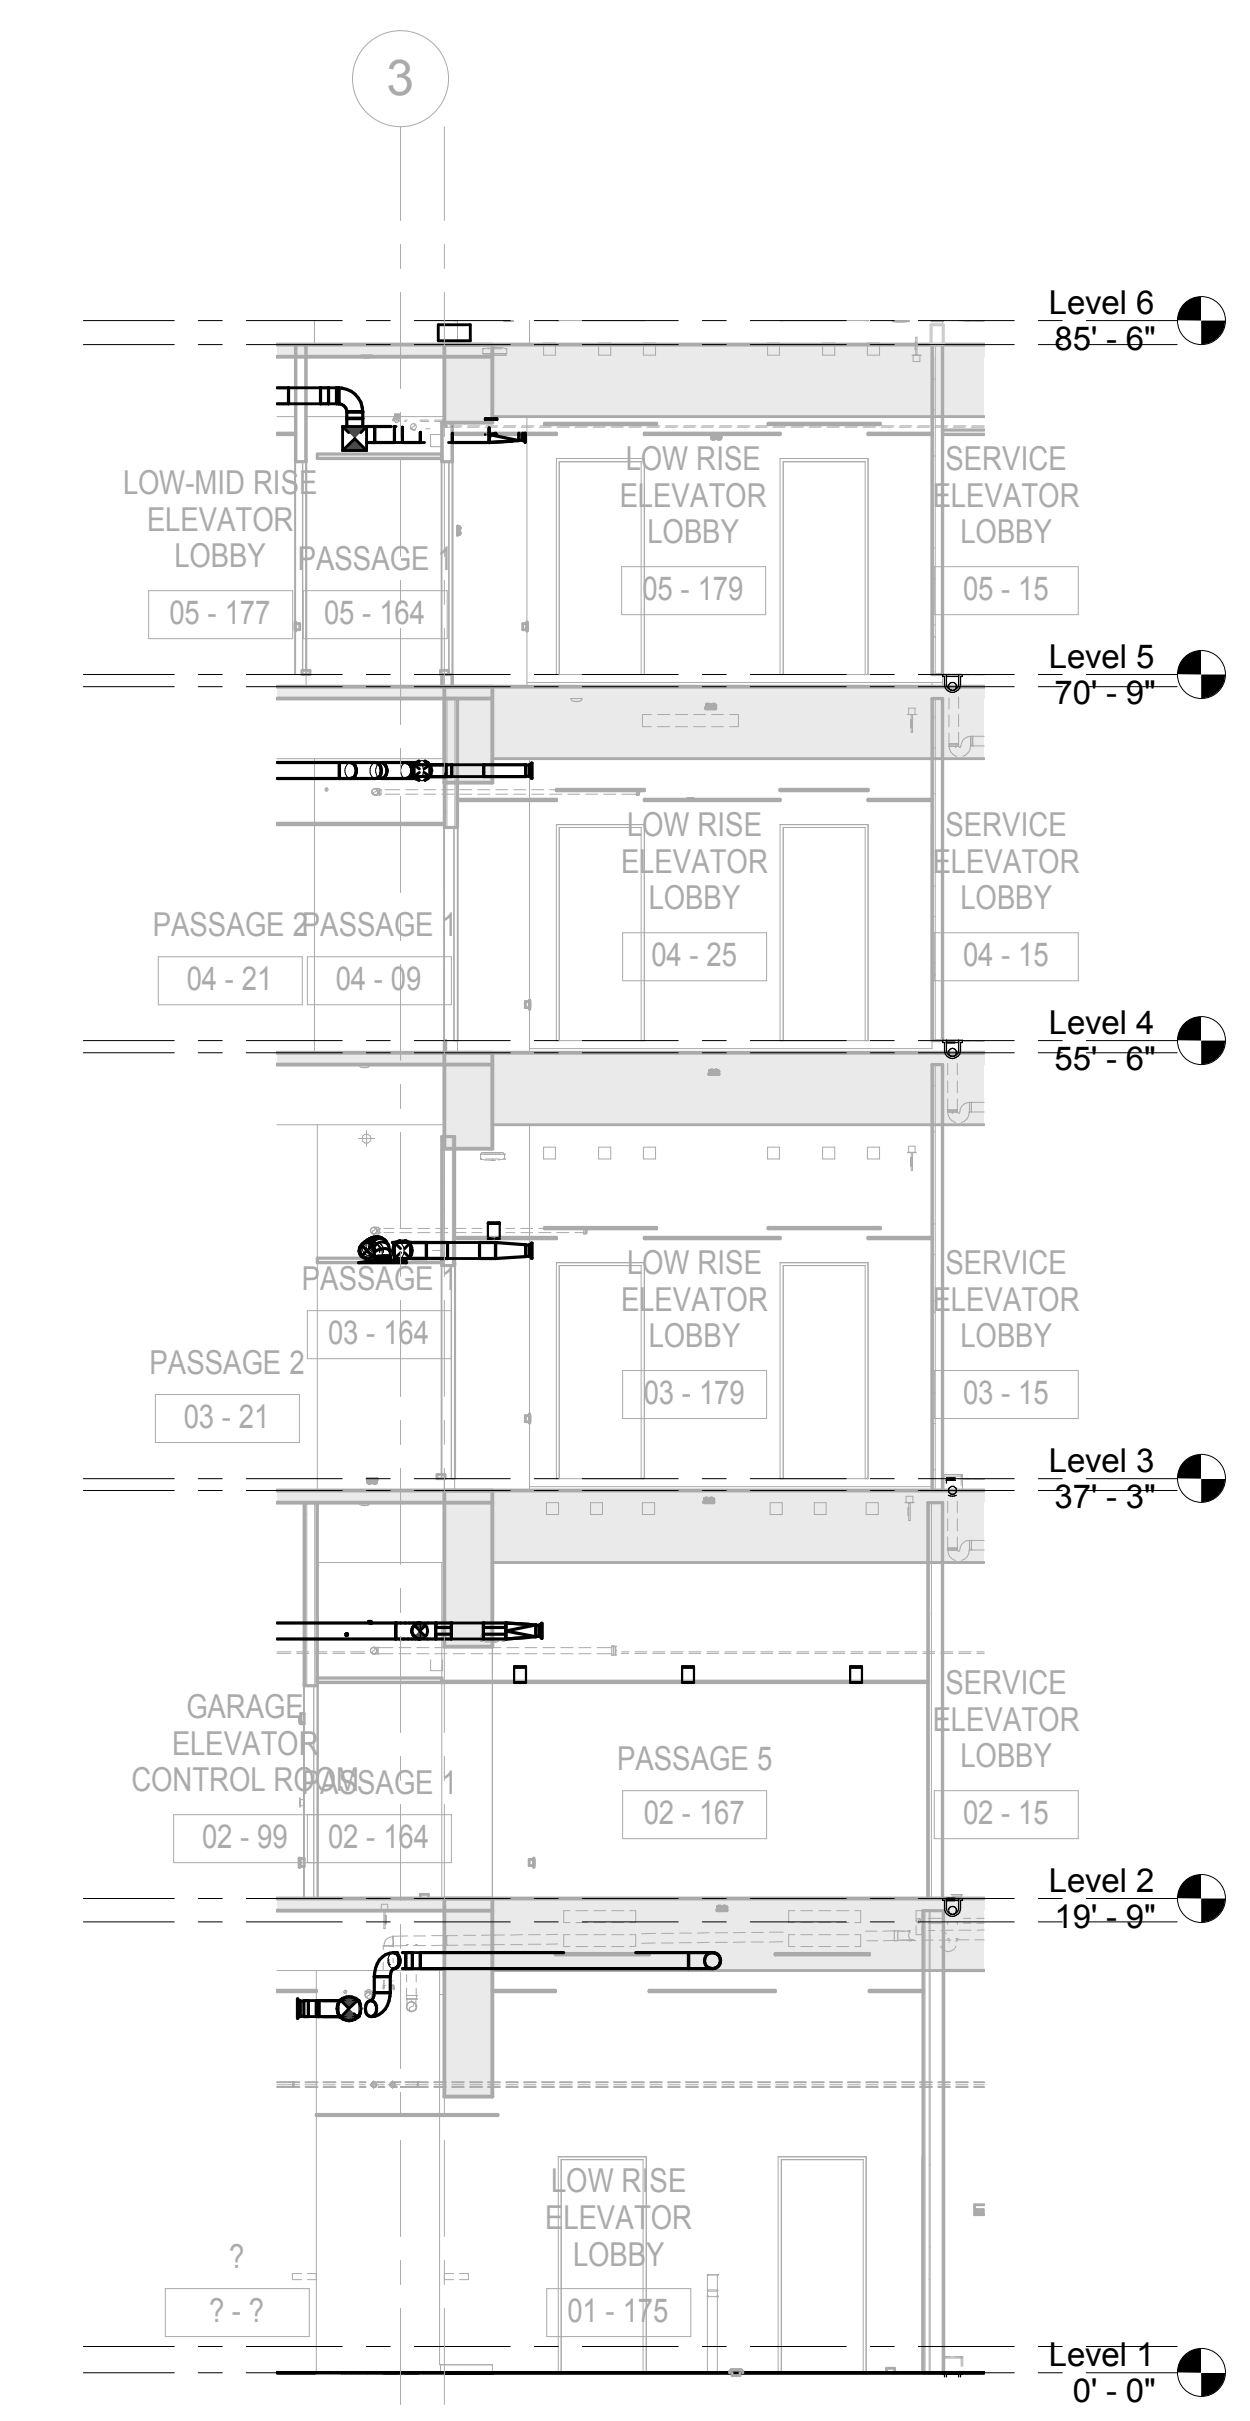 3
Level 6
85' - 6"
LOW-MID RISE
ELEVATOR
LOBBY
05 - 177
PASSAGE 1
05 - 164
LOW RISE
ELEVATOR
LOBBY
05 - 179
SERVICE
ELEVATOR
LOBBY
05 - 15
Level 5
70' - 9"
PASSAGE 2
04 - 21
PASSAGE 1
04 - 09
LOW RISE
ELEVATOR
LOBBY
04 - 25
SERVICE
ELEVATOR
LOBBY
04 - 15
Level 4
55' - 6"
PASSAGE 2
03 - 21
PASSAGE 1
03 - 164
LOW RISE
ELEVATOR
LOBBY
03 - 179
SERVICE
ELEVATOR
LOBBY
03 - 15
Level 3
37' - 3"
GARAGE
ELEVATOR
CONTROL ROOM
02 - 99
PASSAGE 1
02 - 164
PASSAGE 5
02 - 167
SERVICE
ELEVATOR
LOBBY
02 - 15
Level 2
19' - 9"
?
? - ?
LOW RISE
ELEVATOR
LOBBY
01 - 175
Level 1
0' - 0"